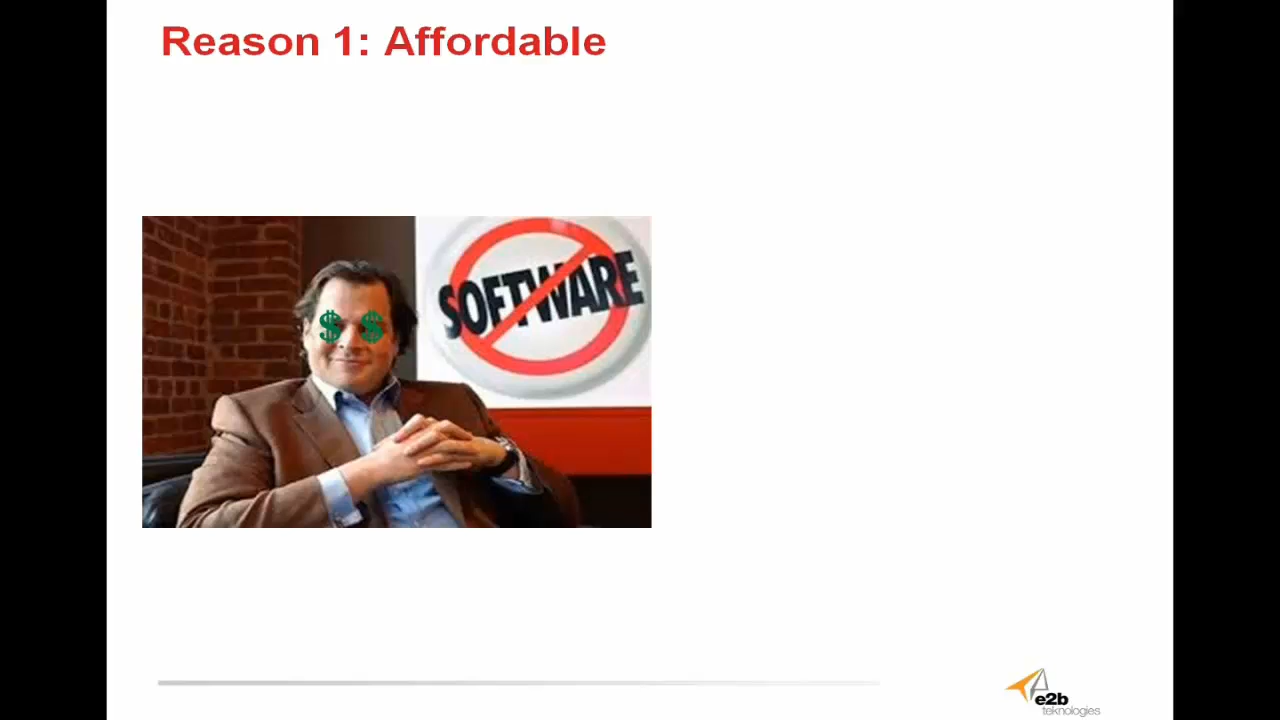 Reason 1: Affordable
SOFTWARE
$ $
e2b
teknologies